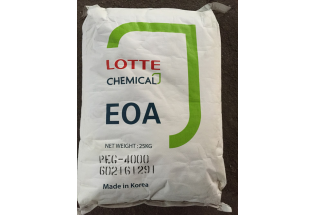 LOTTE
CHEMICAL
EOA
NET WEIGHT : 25KG
PEG-4000
602161291
Made in Korea